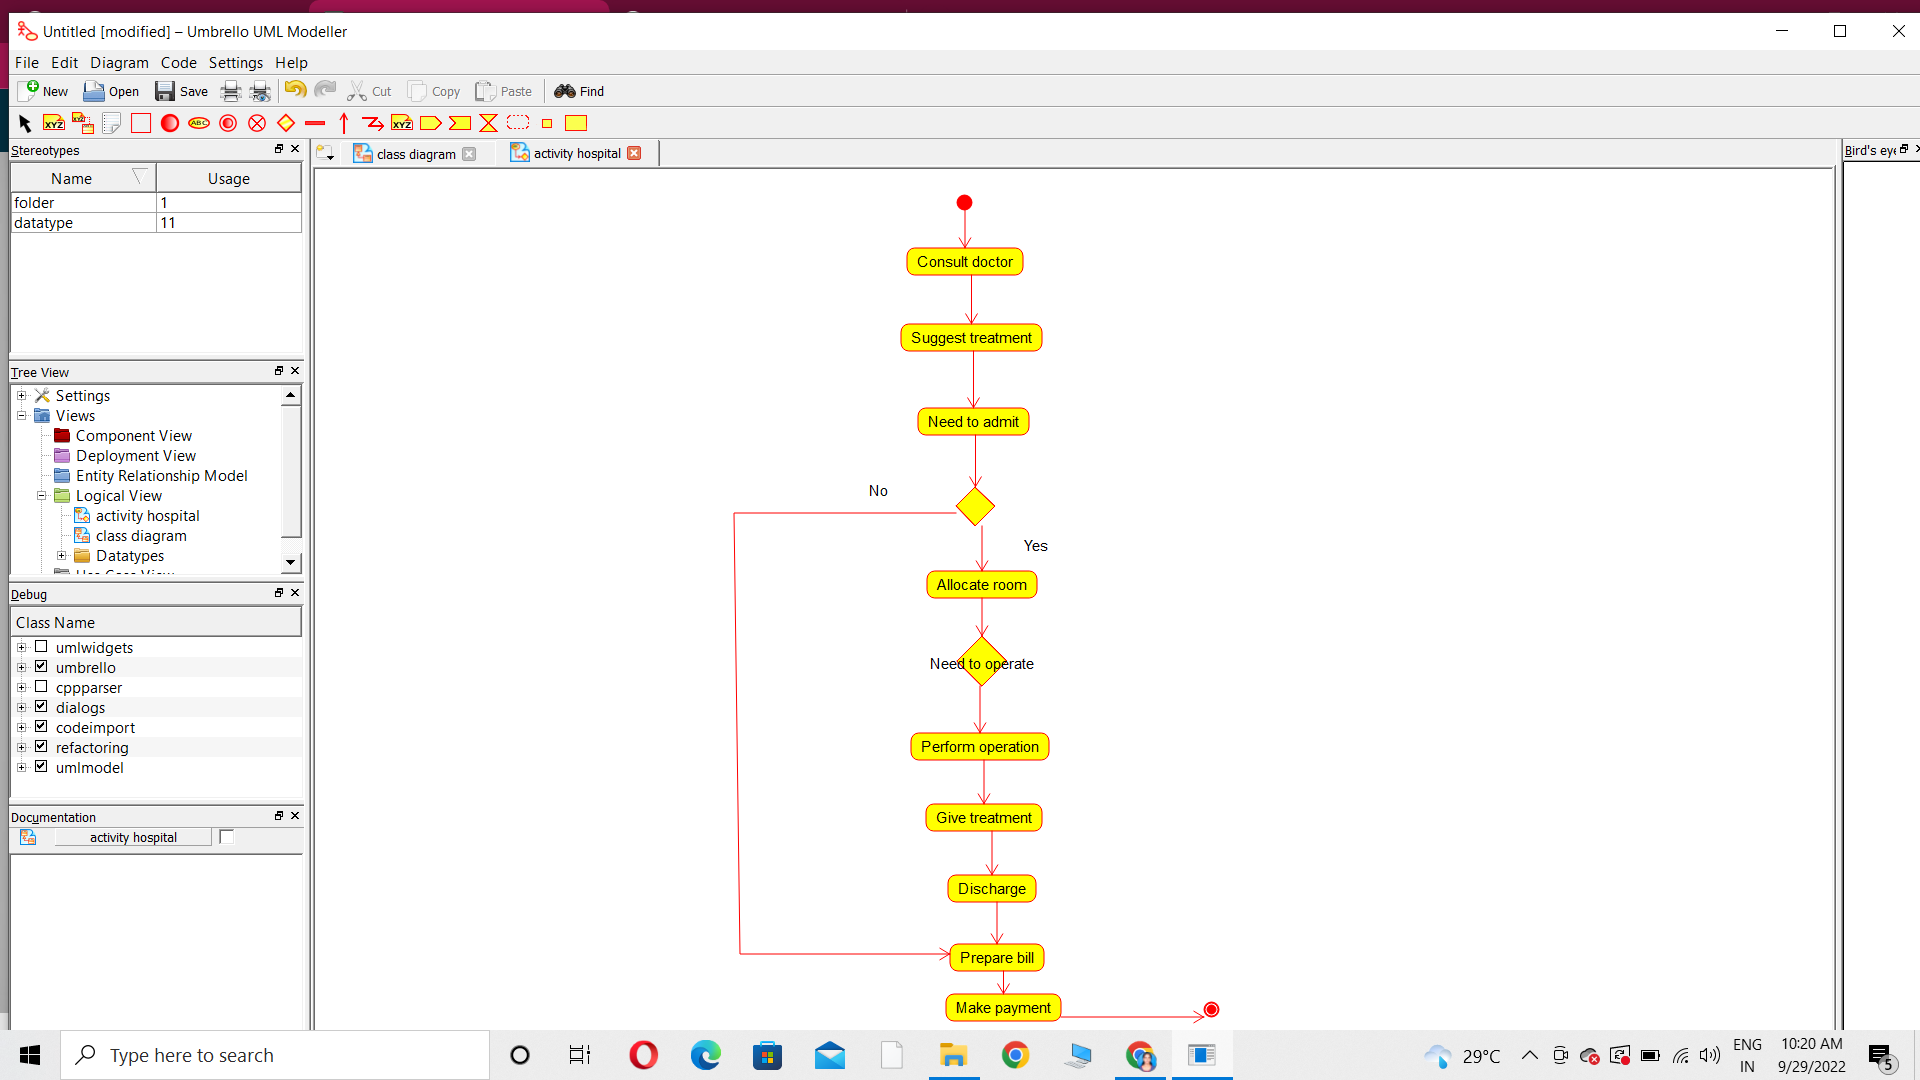 Untitled [modified] – Umbrello UML Modeller
File Edit Diagram Code Settings Help
New Open Save Cut Copy Paste Find
XYZ XYZ ABC XYZ
Stereotypes
Name Usage
folder 1
datatype 11
Tree View
Settings
Views
Component View
Deployment View
Entity Relationship Model
Logical View
activity hospital
class diagram
Datatypes
Debug
Class Name
umlwidgets
umbrello
cppparser
dialogs
codeimport
refactoring
umlmodel
Documentation
activity hospital
class diagram activity hospital
Bird's eye
Consult doctor
Suggest treatment
Need to admit
No
Yes
Allocate room
Need to operate
Perform operation
Give treatment
Discharge
Prepare bill
Make payment
Type here to search
29°C
ENG
IN
10:20 AM
9/29/2022
5